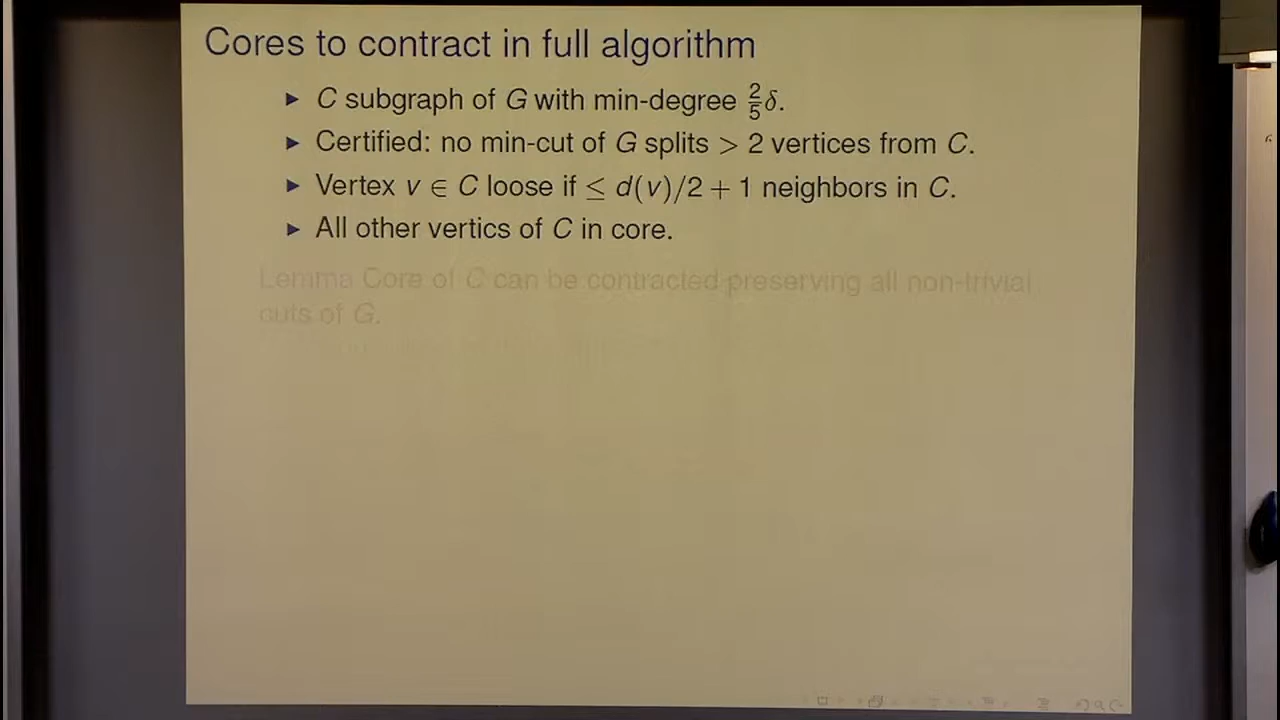 Cores to contract in full algorithm
► C subgraph of G with min-degree 2/5 δ.
► Certified: no min-cut of G splits > 2 vertices from C.
► Vertex v ∈ C loose if ≤ d(v)/2 + 1 neighbors in C.
► All other vertics of C in core.
Lemma Core of C can be contracted preserving all non-trivial
cuts of G.